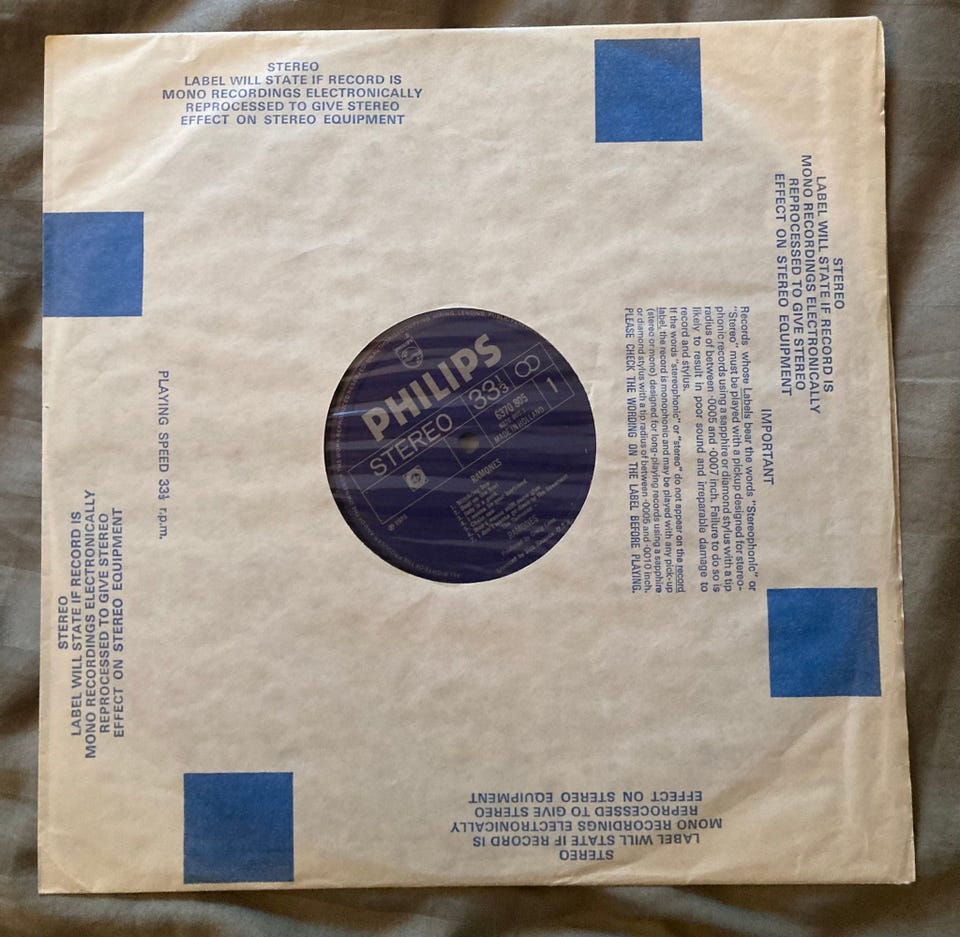 STEREO
LABEL WILL STATE IF RECORD IS
MONO RECORDINGS ELECTRONICALLY
REPROCESSED TO GIVE STEREO
EFFECT ON STEREO EQUIPMENT
STEREO
LABEL WILL STATE IF RECORD IS
MONO RECORDINGS ELECTRONICALLY
REPROCESSED TO GIVE STEREO
EFFECT ON STEREO EQUIPMENT
IMPORTANT
Records whose Labels bear the words "Stereophonic" or
"Stereo" must be played with a pickup designed for stereo-
phonic records using a sapphire or diamond stylus with a tip
radius of between ·0005 and ·0007 inch. Failure to do so is
likely to result in poor sound and irreparable damage to
record and stylus.
If the words "stereophonic" or "stereo" do not appear on the record
label, the record is monophonic and may be played with any pick-up
(stereo or mono) designed for long-playing records using a sapphire
or diamond stylus with a tip radius of between ·0005 and ·0010 inch.
PLEASE CHECK THE WORDING ON THE LABEL BEFORE PLAYING.
PHILIPS
STEREO
33⅓
1
6370 805
MADE IN HOLLAND
RAMONES
RAMONES
PLAYING SPEED 33⅓ r.p.m.
STEREO
LABEL WILL STATE IF RECORD IS
MONO RECORDINGS ELECTRONICALLY
REPROCESSED TO GIVE STEREO
EFFECT ON STEREO EQUIPMENT
STEREO
LABEL WILL STATE IF RECORD IS
MONO RECORDINGS ELECTRONICALLY
REPROCESSED TO GIVE STEREO
EFFECT ON STEREO EQUIPMENT